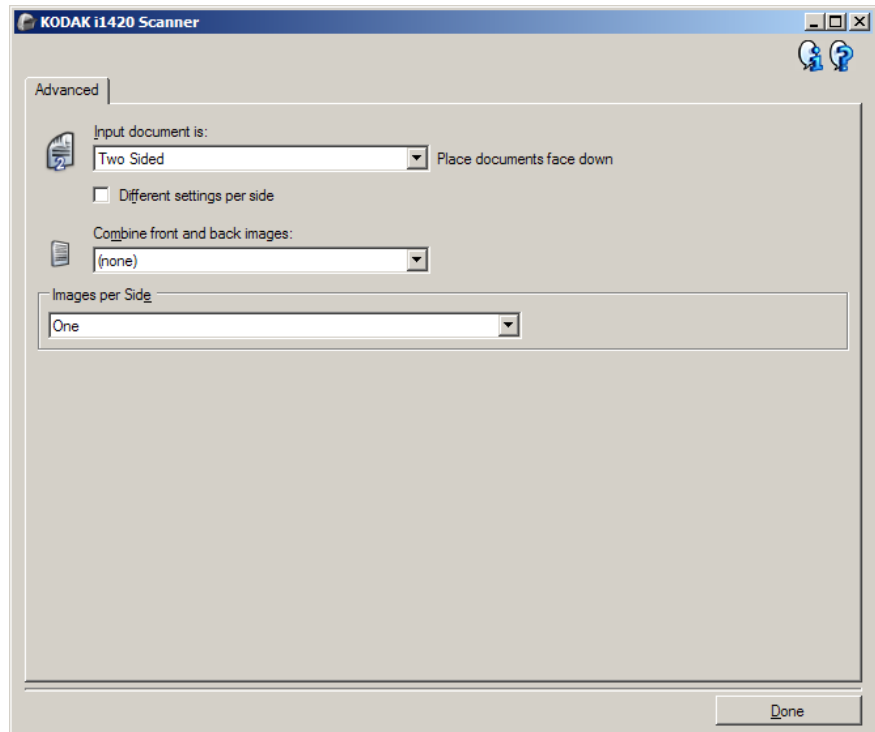 KODAK i1420 Scanner
Advanced
Input document is:
Two Sided Place documents face down
Different settings per side
Combine front and back images:
(none)
Images per Side
One
Done